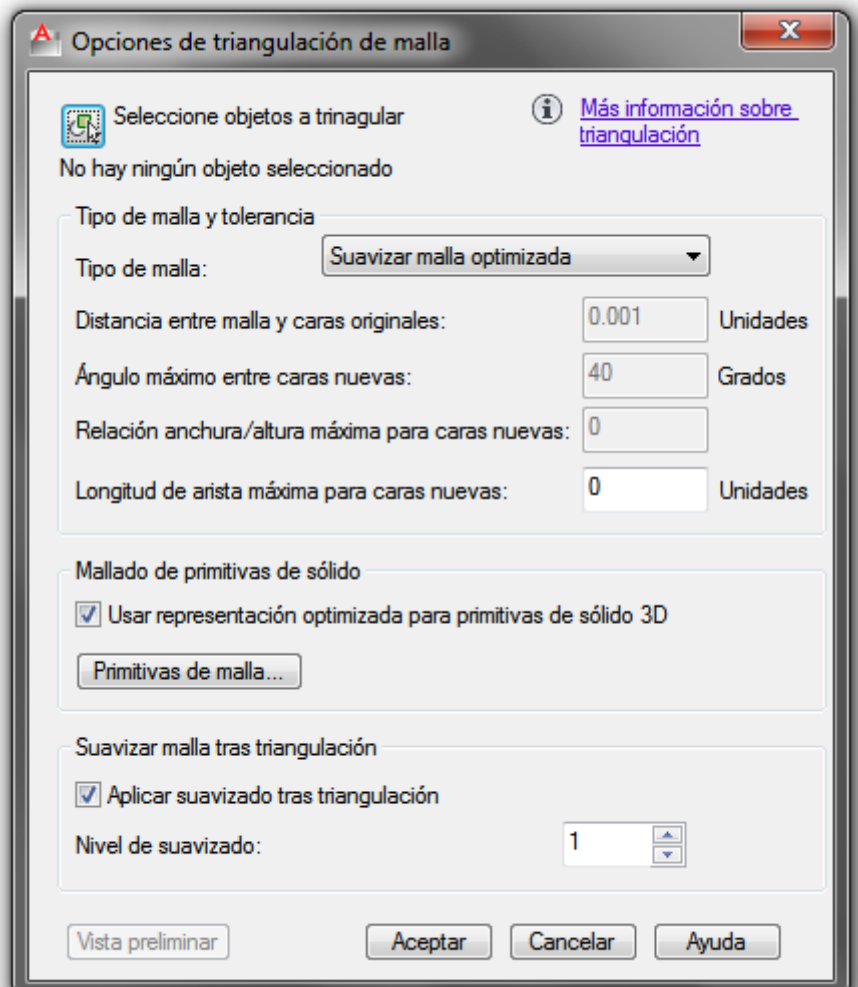 Opciones de triangulación de malla
Seleccione objetos a trinagular
Más información sobre
triangulación
No hay ningún objeto seleccionado
Tipo de malla y tolerancia
Tipo de malla: Suavizar malla optimizada
Distancia entre malla y caras originales: 0.001 Unidades
Ángulo máximo entre caras nuevas: 40 Grados
Relación anchura/altura máxima para caras nuevas: 0
Longitud de arista máxima para caras nuevas: 0 Unidades
Mallado de primitivas de sólido
Usar representación optimizada para primitivas de sólido 3D
Primitivas de malla...
Suavizar malla tras triangulación
Aplicar suavizado tras triangulación
Nivel de suavizado: 1
Vista preliminar Aceptar Cancelar Ayuda